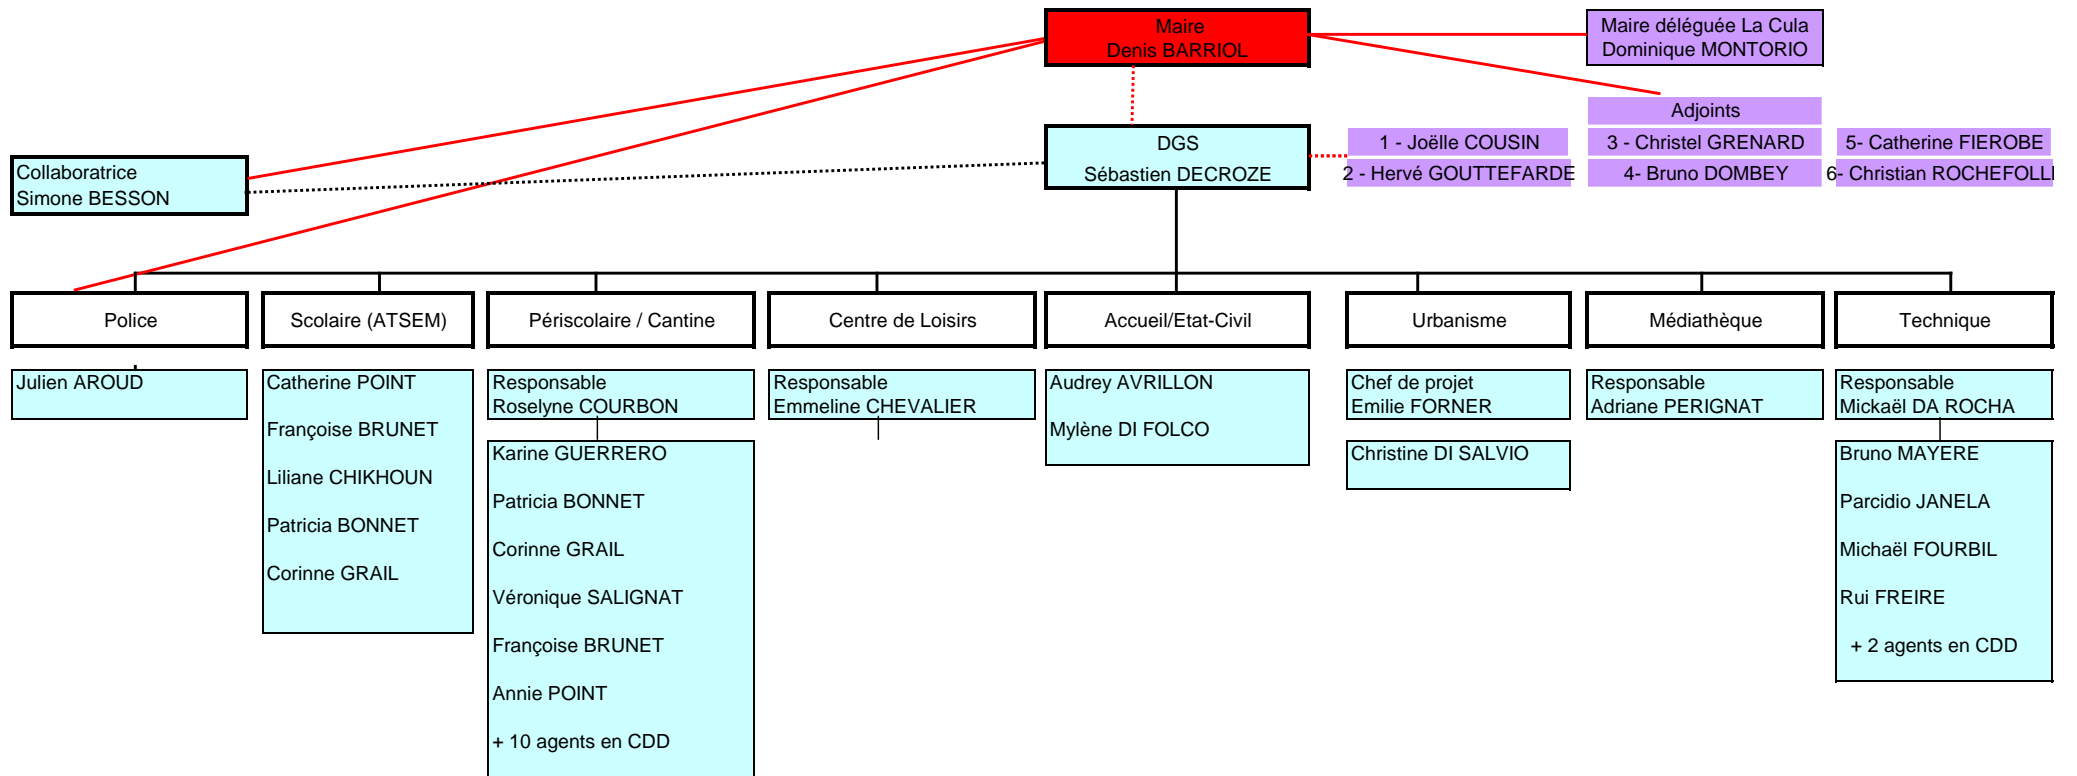 Maire
Denis BARRIOL
Maire déléguée La Cula
Dominique MONTORIO
Adjoints
1 - Joëlle COUSIN
3 - Christel GRENARD
5- Catherine FIEROBE
2 - Hervé GOUTTEFARDE
4- Bruno DOMBEY
6- Christian ROCHEFOLLE
DGS
Sébastien DECROZE
Collaboratrice
Simone BESSON
Police
Scolaire (ATSEM)
Périscolaire / Cantine
Centre de Loisirs
Accueil/Etat-Civil
Urbanisme
Médiathèque
Technique
Julien AROUD
Catherine POINT
Françoise BRUNET
Liliane CHIKHOUN
Patricia BONNET
Corinne GRAIL
Responsable
Roselyne COURBON
Karine GUERRERO
Patricia BONNET
Corinne GRAIL
Véronique SALIGNAT
Françoise BRUNET
Annie POINT
+ 10 agents en CDD
Responsable
Emmeline CHEVALIER
Audrey AVRILLON
Mylène DI FOLCO
Chef de projet
Emilie FORNER
Christine DI SALVIO
Responsable
Adriane PERIGNAT
Responsable
Mickaël DA ROCHA
Bruno MAYERE
Parcidio JANELA
Michaël FOURBIL
Rui FREIRE
+ 2 agents en CDD